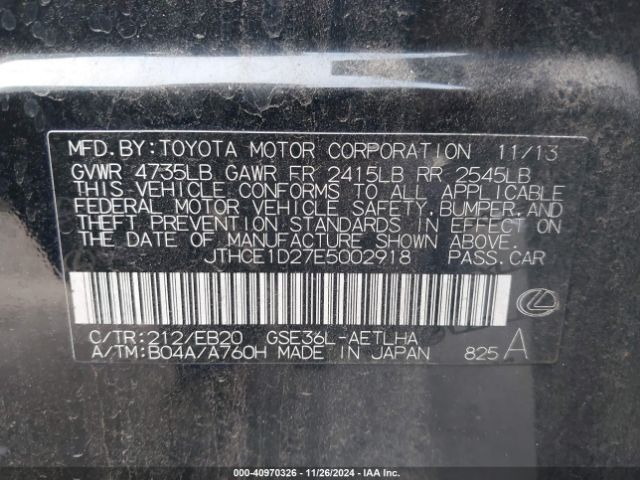 MFD. BY: TOYOTA MOTOR CORPORATION 11/13
GVWR 4735LB GAWR FR 2415LB RR 2545LB
THIS VEHICLE CONFORMS TO ALL APPLICABLE
FEDERAL MOTOR VEHICLE SAFETY, BUMPER, AND
THEFT PREVENTION STANDARDS IN EFFECT ON
THE DATE OF MANUFACTURE SHOWN ABOVE.
JTHCE1D27E5002918 PASS. CAR
C/TR: 212/EB20 GSE36L-AETLHA
A/TM: B04A/A760H MADE IN JAPAN 825 A
000-40970326 - 11/26/2024 - IAA Inc.